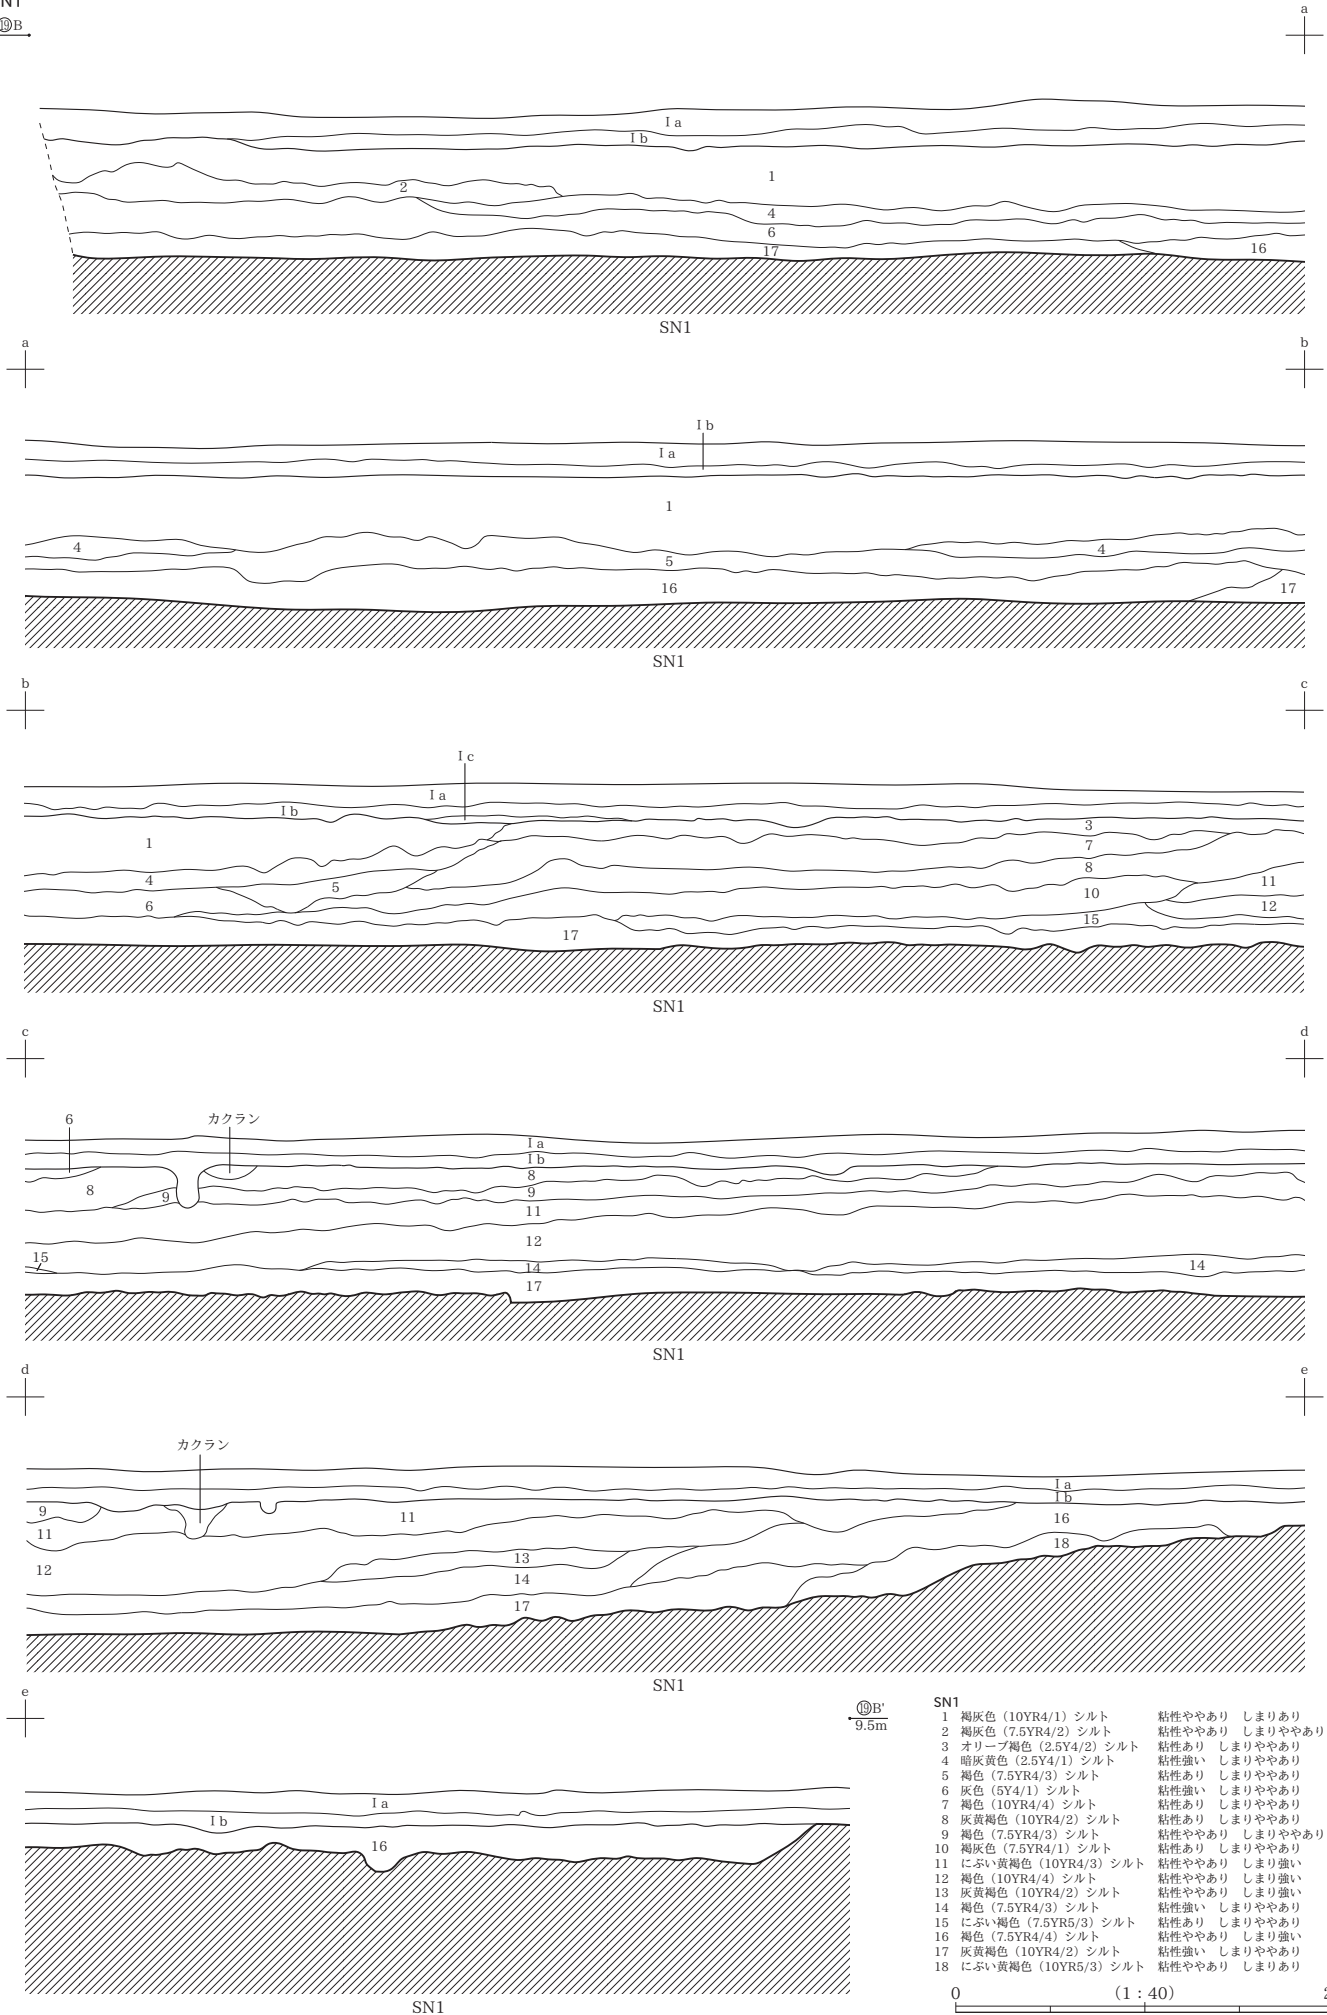 SN1
⑲B
a
Ⅰa
Ⅰb
1
2
4
6
17
16
SN1
a
b
Ⅰb
Ⅰa
1
4
4
5
16
17
SN1
b
c
Ⅰc
Ⅰa
Ⅰb
3
1
7
8
4
5
11
10
6
12
15
17
SN1
c
d
6
カクラン
Ⅰa
Ⅰb
8
8
9
9
11
12
15
14
14
17
SN1
d
e
カクラン
Ⅰa
Ⅰb
9
11
16
11
18
13
12
14
17
SN1
e
⑲B'
9.5m
Ⅰa
Ⅰb
16
SN1
SN1
1 褐灰色（10YR4/1）シルト 粘性ややあり しまりあり
2 褐灰色（7.5YR4/2）シルト 粘性ややあり しまりややあり
3 オリーブ褐色（2.5Y4/2）シルト 粘性あり しまりややあり
4 暗灰黄色（2.5Y4/1）シルト 粘性強い しまりややあり
5 褐色（7.5YR4/3）シルト 粘性あり しまりややあり
6 灰色（5Y4/1）シルト 粘性強い しまりややあり
7 褐色（10YR4/4）シルト 粘性あり しまりややあり
8 灰黄褐色（10YR4/2）シルト 粘性あり しまりややあり
9 褐色（7.5YR4/3）シルト 粘性ややあり しまりややあり
10 褐灰色（7.5YR4/1）シルト 粘性あり しまりややあり
11 にぶい黄褐色（10YR4/3）シルト 粘性ややあり しまり強い
12 褐色（10YR4/4）シルト 粘性ややあり しまり強い
13 灰黄褐色（10YR4/2）シルト 粘性ややあり しまり強い
14 褐色（7.5YR4/3）シルト 粘性強い しまりややあり
15 にぶい褐色（7.5YR5/3）シルト 粘性あり しまりややあり
16 褐色（7.5YR4/4）シルト 粘性ややあり しまり強い
17 灰黄褐色（10YR4/2）シルト 粘性強い しまりややあり
18 にぶい黄褐色（10YR5/3）シルト 粘性ややあり しまりあり
0 （1：40）